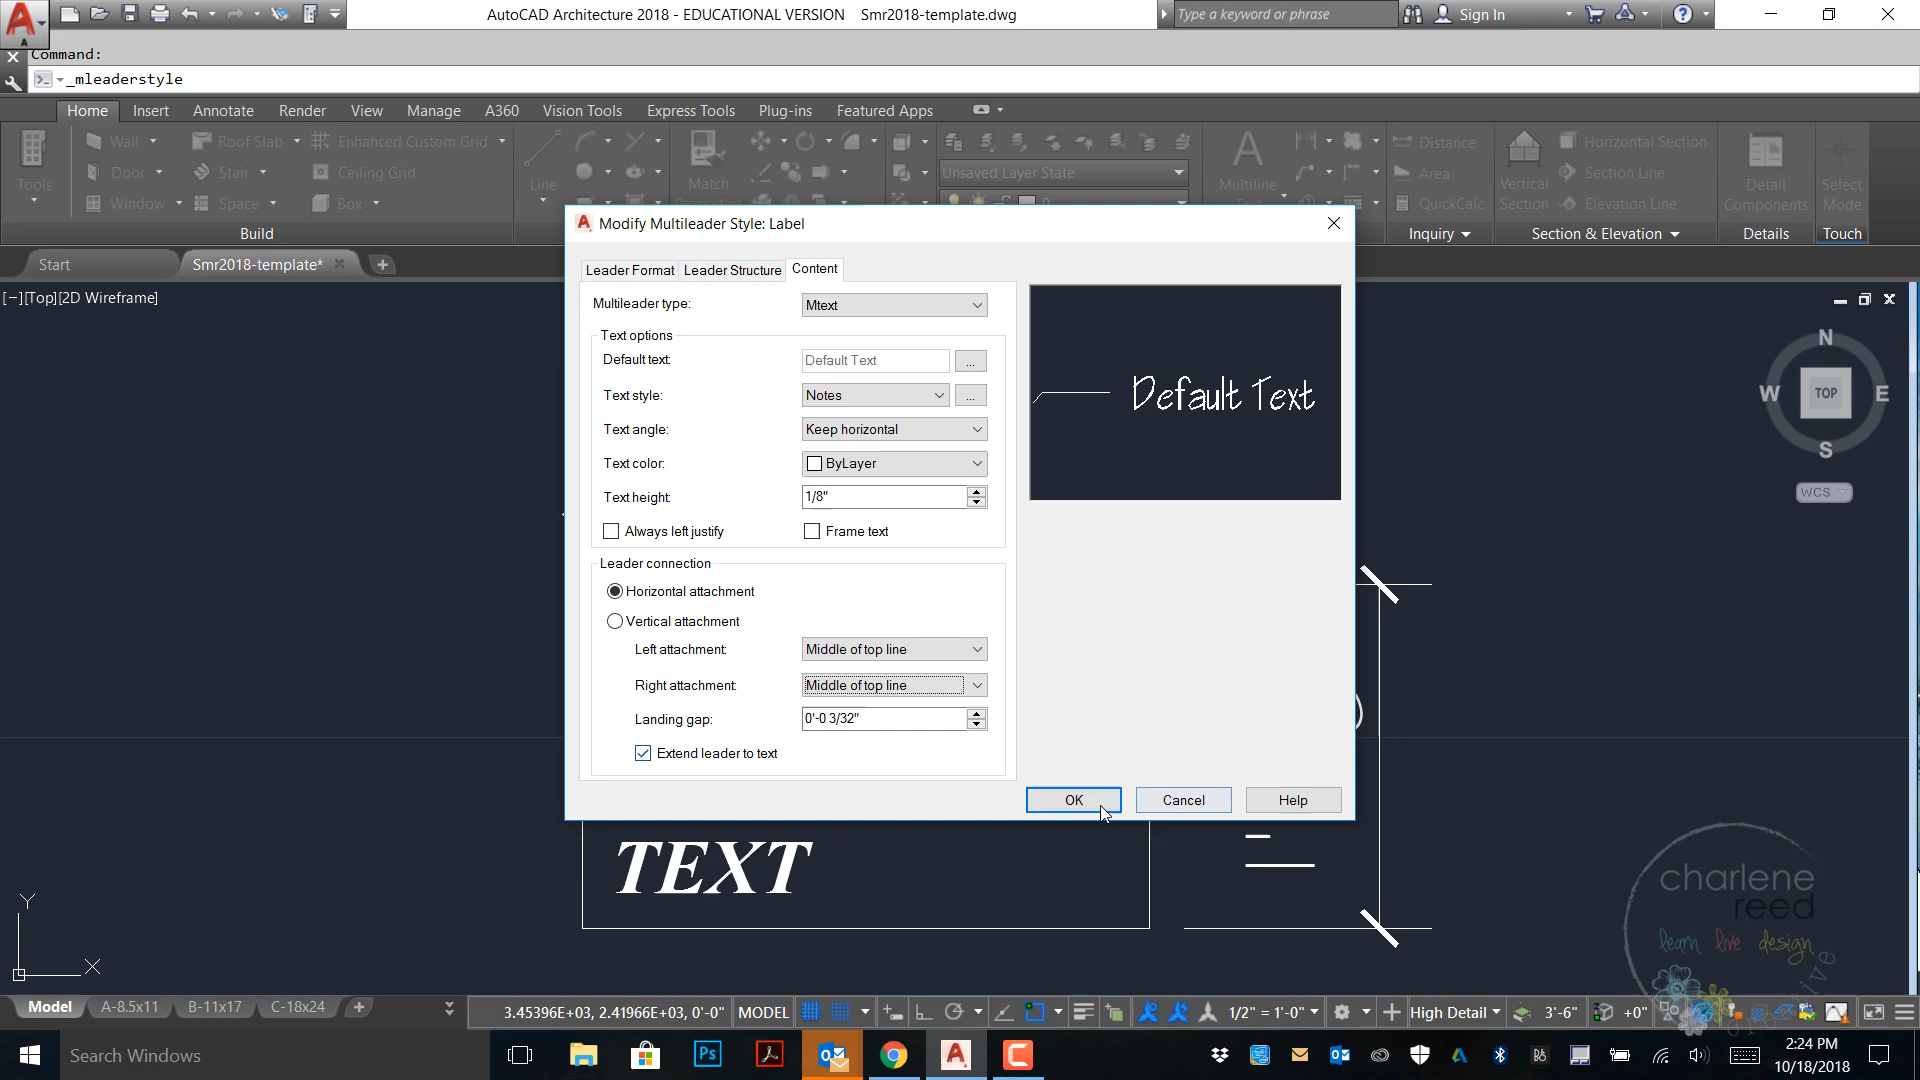 AutoCAD Architecture 2018 - EDUCATIONAL VERSION Smr2018-template.dwg
Type a keyword or phrase
Sign In
Command:
_mleaderstyle
Home Insert Annotate Render View Manage A360 Vision Tools Express Tools Plug-ins Featured Apps
Tools
Wall
Door
Window
Roof Slab
Stair
Space
Enhanced Custom Grid
Ceiling Grid
Box
Build
Line
Match
Unsaved Layer State
Multiline
Distance
Area
QuickCalc
Inquiry
Vertical
Section
Horizontal Section
Section Line
Elevation Line
Section & Elevation
Detail
Components
Details
Select
Mode
Touch
Start
Smr2018-template*
[−][Top][2D Wireframe]
Modify Multileader Style: Label
Leader Format Leader Structure Content
Multileader type: Mtext
Text options
Default text: Default Text ...
Text style: Notes ...
Text angle: Keep horizontal
Text color: ByLayer
Text height: 1/8"
Always left justify Frame text
Leader connection
Horizontal attachment
Vertical attachment
Left attachment: Middle of top line
Right attachment: Middle of top line
Landing gap: 0'-0 3/32"
Extend leader to text
OK Cancel Help
Default Text
N
W TOP E
S
WCS
TEXT
Y
X
charlene
reed
learn live design
Model A-8.5x11 B-11x17 C-18x24
3.45396E+03, 2.41966E+03, 0'-0" MODEL 1/2" = 1'-0" High Detail 3'-6" +0"
Search Windows
Ps
2:24 PM
10/18/2018